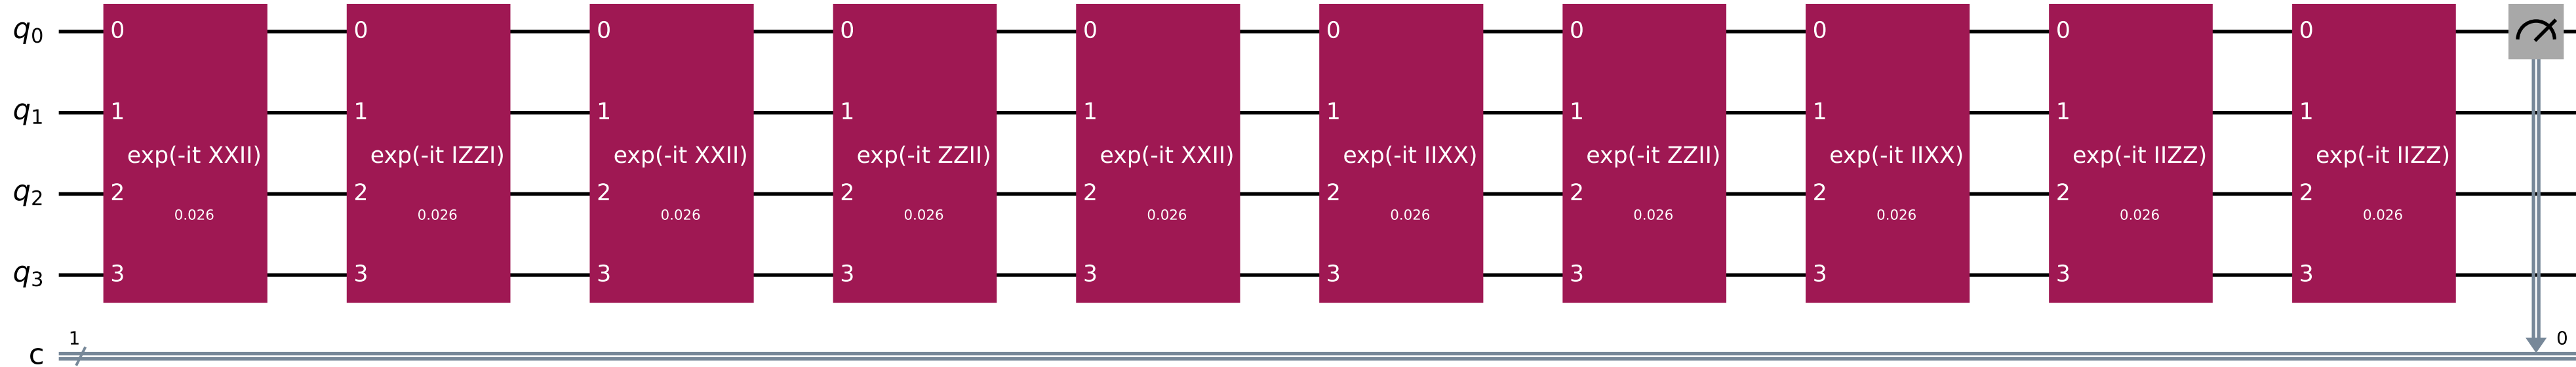 q0 0 0 0 0 0 0 0 0 0 0
q1 1 1 1 1 1 1 1 1 1 1
exp(-it XXII) exp(-it IZZI) exp(-it XXII) exp(-it ZZII) exp(-it XXII) exp(-it IIXX) exp(-it ZZII) exp(-it IIXX) exp(-it IIZZ) exp(-it IIZZ)
q2 2 2 2 2 2 2 2 2 2 2
0.026 0.026 0.026 0.026 0.026 0.026 0.026 0.026 0.026 0.026
q3 3 3 3 3 3 3 3 3 3 3
1 0
c